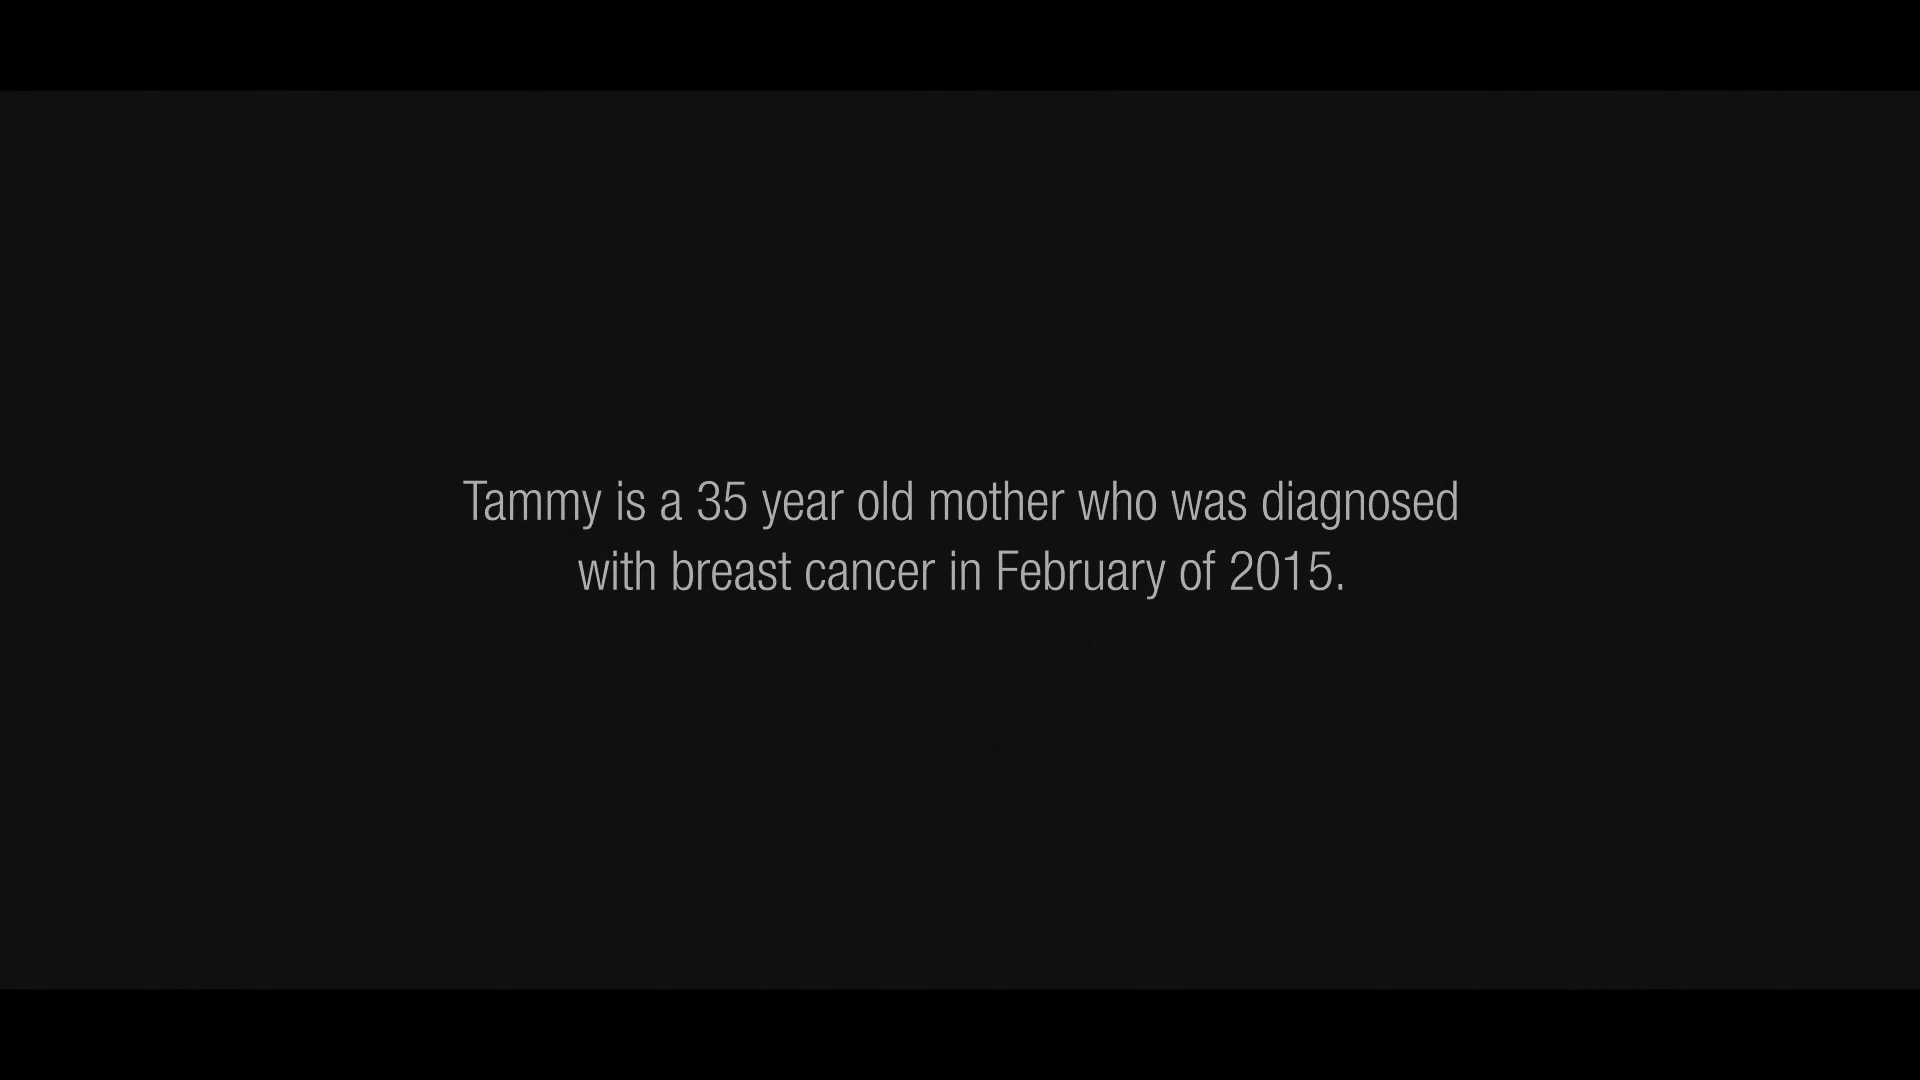 Tammy is a 35 year old mother who was diagnosed
with breast cancer in February of 2015.